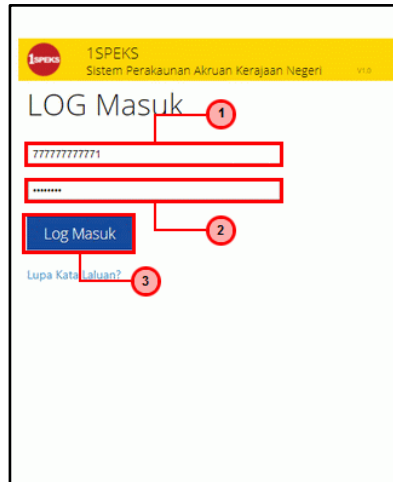 1SPEKS
1SPEKS
Sistem Perakaunan Akruan Kerajaan Negeri V1.0
LOG Masuk
1
777777777771
••••••••
2
Log Masuk
Lupa Kata Laluan?
3